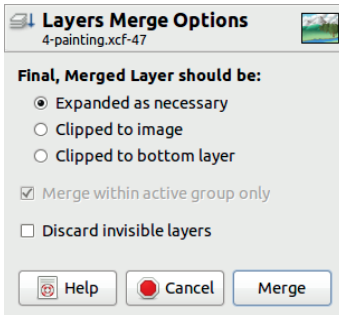 Layers Merge Options
4-painting.xcf-47
Final, Merged Layer should be:
Expanded as necessary
Clipped to image
Clipped to bottom layer
Merge within active group only
Discard invisible layers
Help
Cancel
Merge